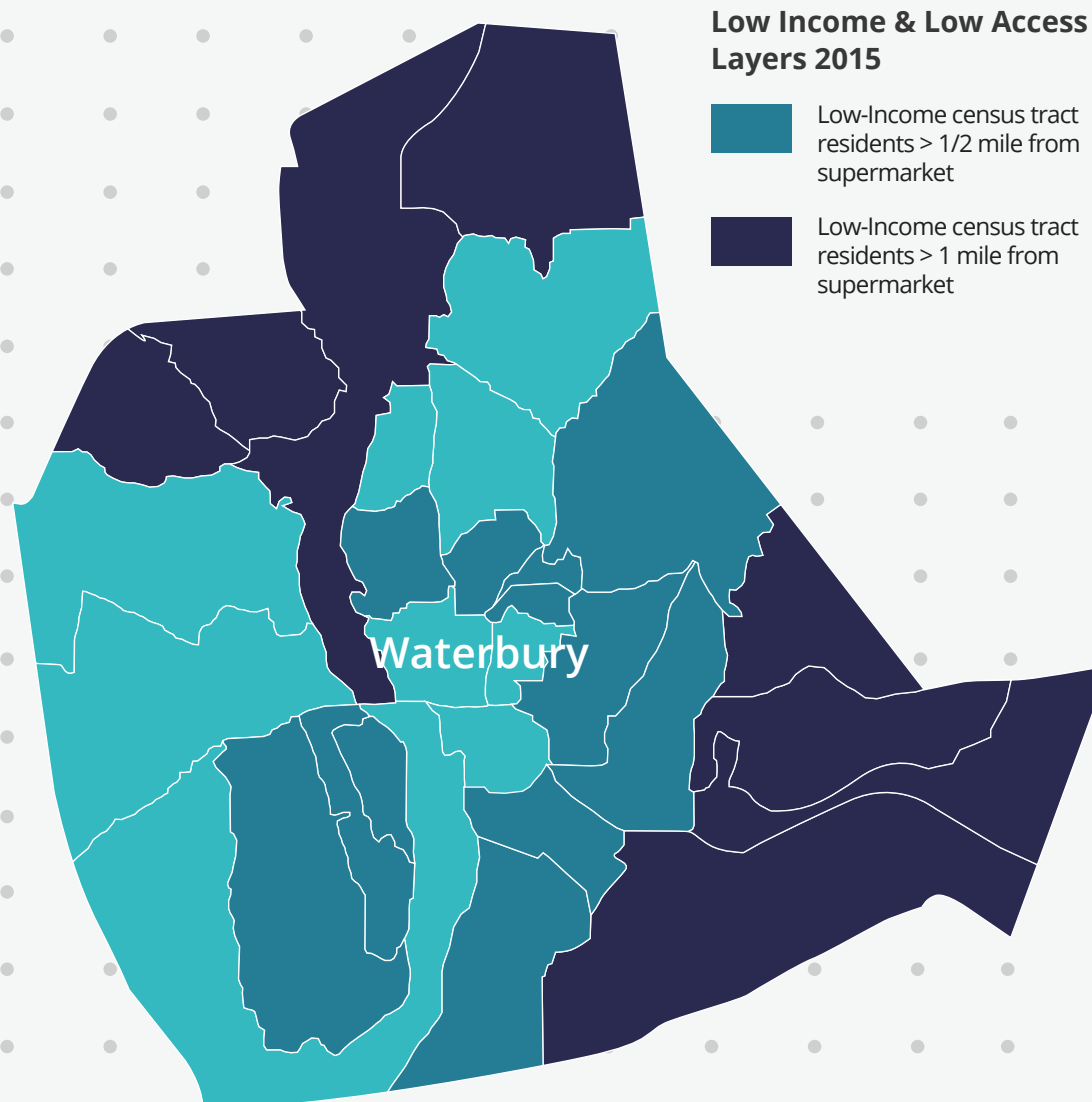 Low Income & Low Access
Layers 2015
Low-Income census tract
residents > 1/2 mile from
supermarket
Low-Income census tract
residents > 1 mile from
supermarket
Waterbury